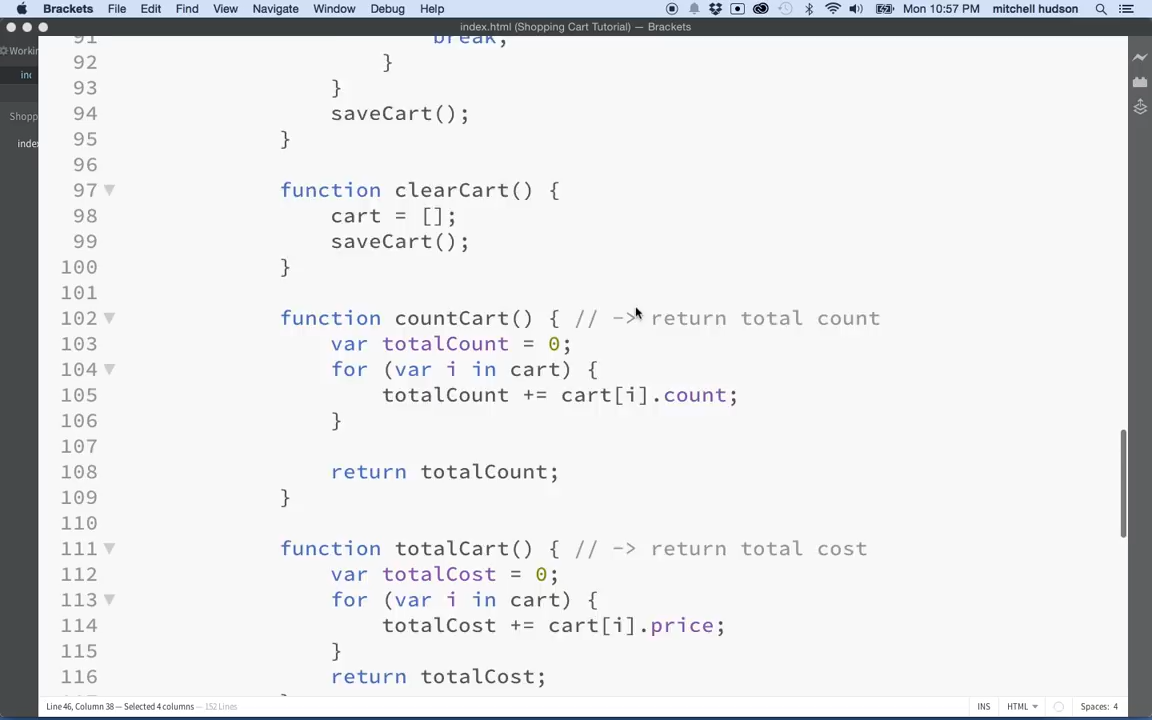 Brackets File Edit View Navigate Window Debug Help Mon 10:57 PM mitchell hudson
index.html (Shopping Cart Tutorial) — Brackets
Workin
ind
Shopp
index
91 break;
92 }
93 }
94 saveCart();
95 }
96
97 function clearCart() {
98 cart = [];
99 saveCart();
100 }
101
102 function countCart() { // -> return total count
103 var totalCount = 0;
104 for (var i in cart) {
105 totalCount += cart[i].count;
106 }
107
108 return totalCount;
109 }
110
111 function totalCart() { // -> return total cost
112 var totalCost = 0;
113 for (var i in cart) {
114 totalCost += cart[i].price;
115 }
116 return totalCost;
Line 46, Column 38 — Selected 4 columns — 152 Lines INS HTML Spaces: 4